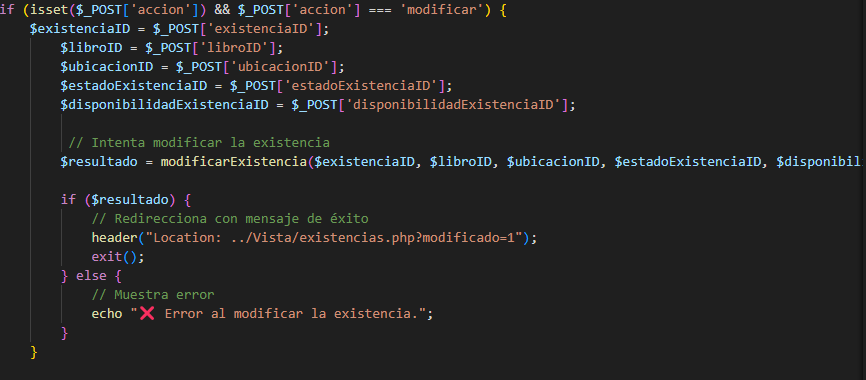 if (isset($_POST['accion']) && $_POST['accion'] === 'modificar') {
$existenciaID = $_POST['existenciaID'];
$libroID = $_POST['libroID'];
$ubicacionID = $_POST['ubicacionID'];
$estadoExistenciaID = $_POST['estadoExistenciaID'];
$disponibilidadExistenciaID = $_POST['disponibilidadExistenciaID'];
// Intenta modificar la existencia
$resultado = modificarExistencia($existenciaID, $libroID, $ubicacionID, $estadoExistenciaID, $disponibili
if ($resultado) {
// Redirecciona con mensaje de éxito
header("Location: ../Vista/existencias.php?modificado=1");
exit();
} else {
// Muestra error
echo "❌ Error al modificar la existencia.";
}
}